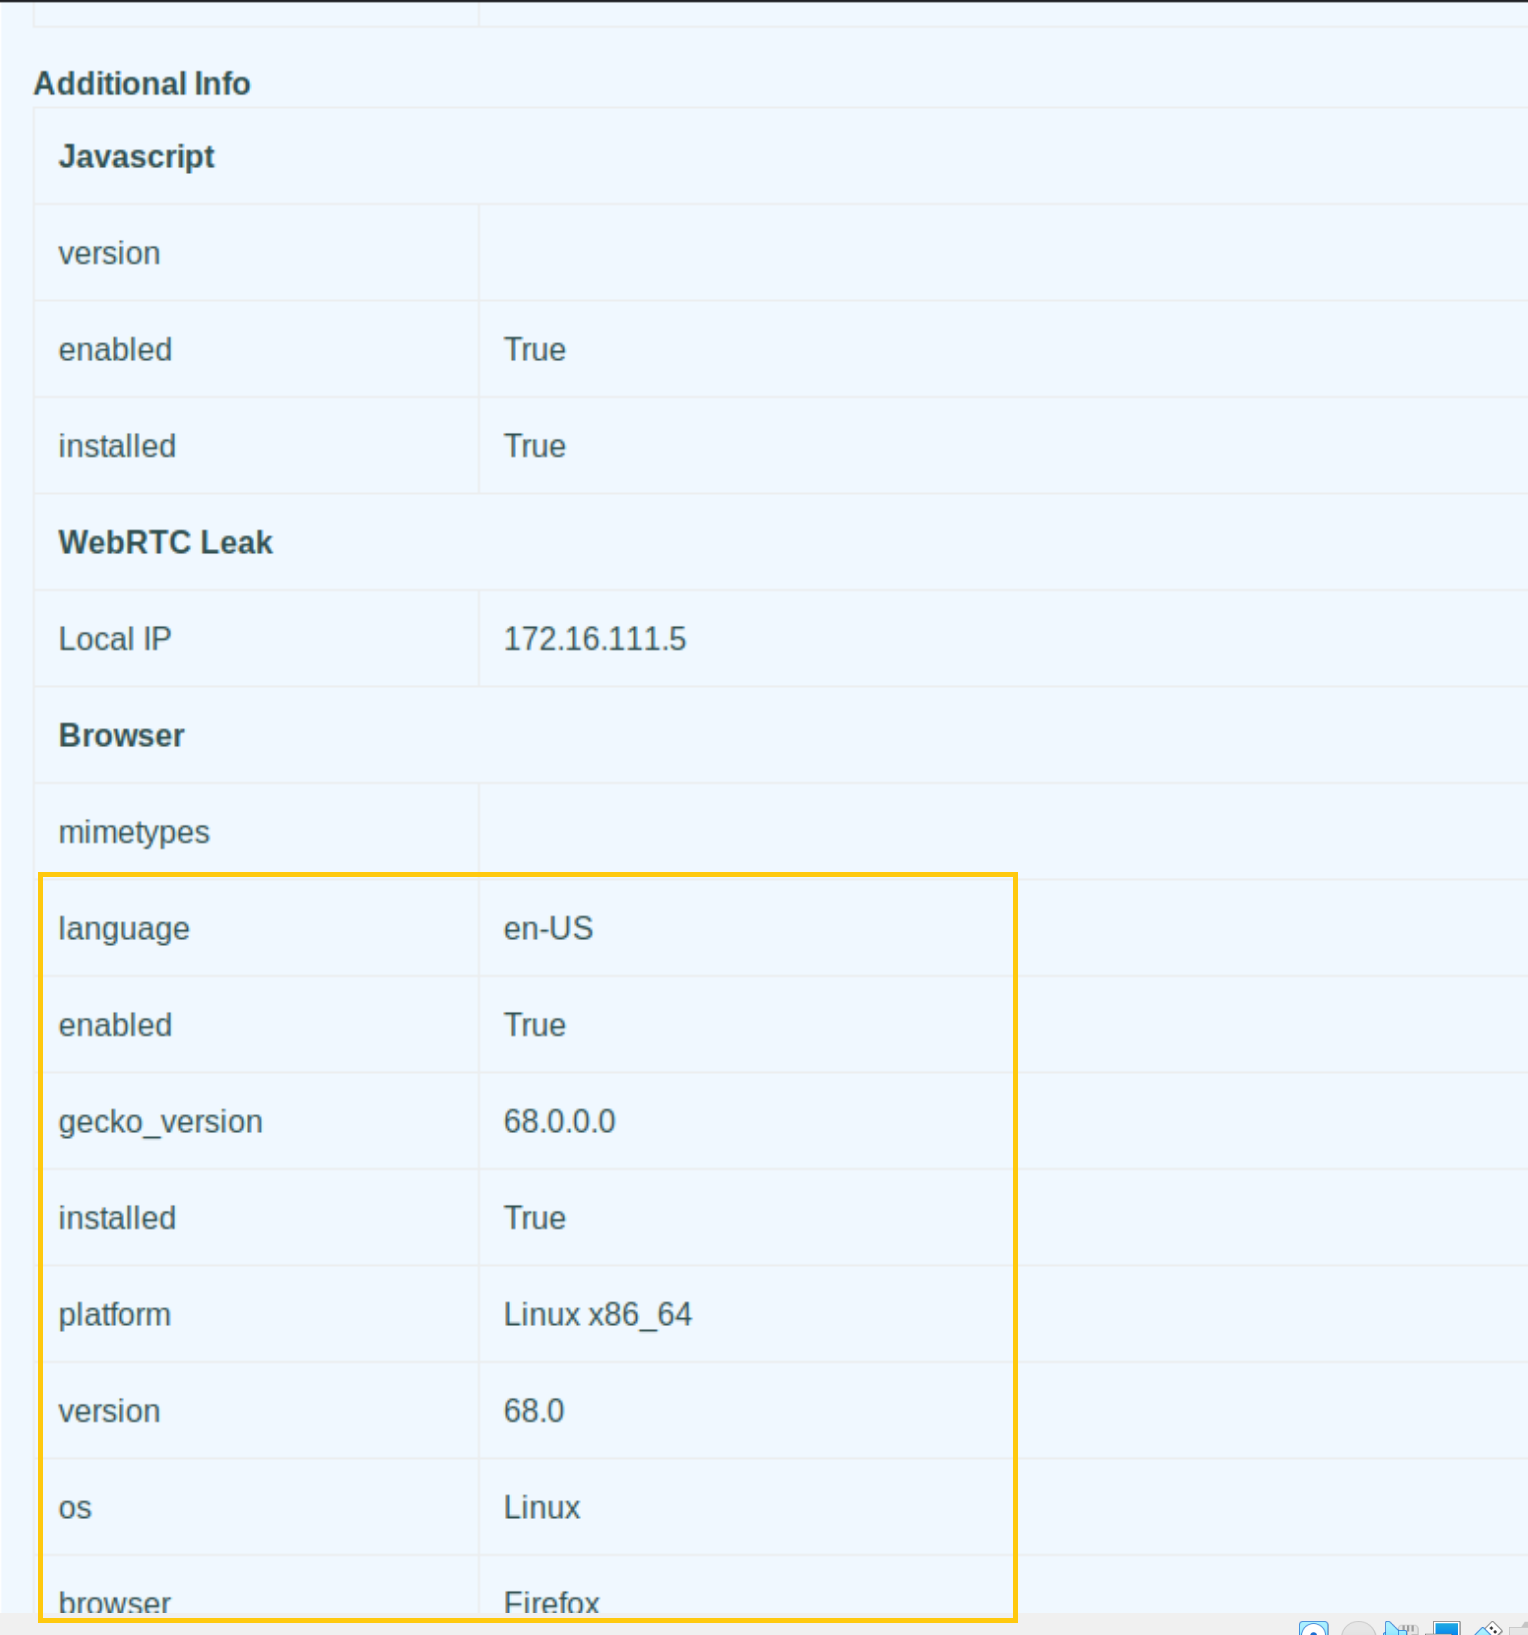 Additional Info
Javascript
version
enabled True
installed True
WebRTC Leak
Local IP 172.16.111.5
Browser
mimetypes
language en-US
enabled True
gecko_version 68.0.0.0
installed True
platform Linux x86_64
version 68.0
os Linux
browser Firefox